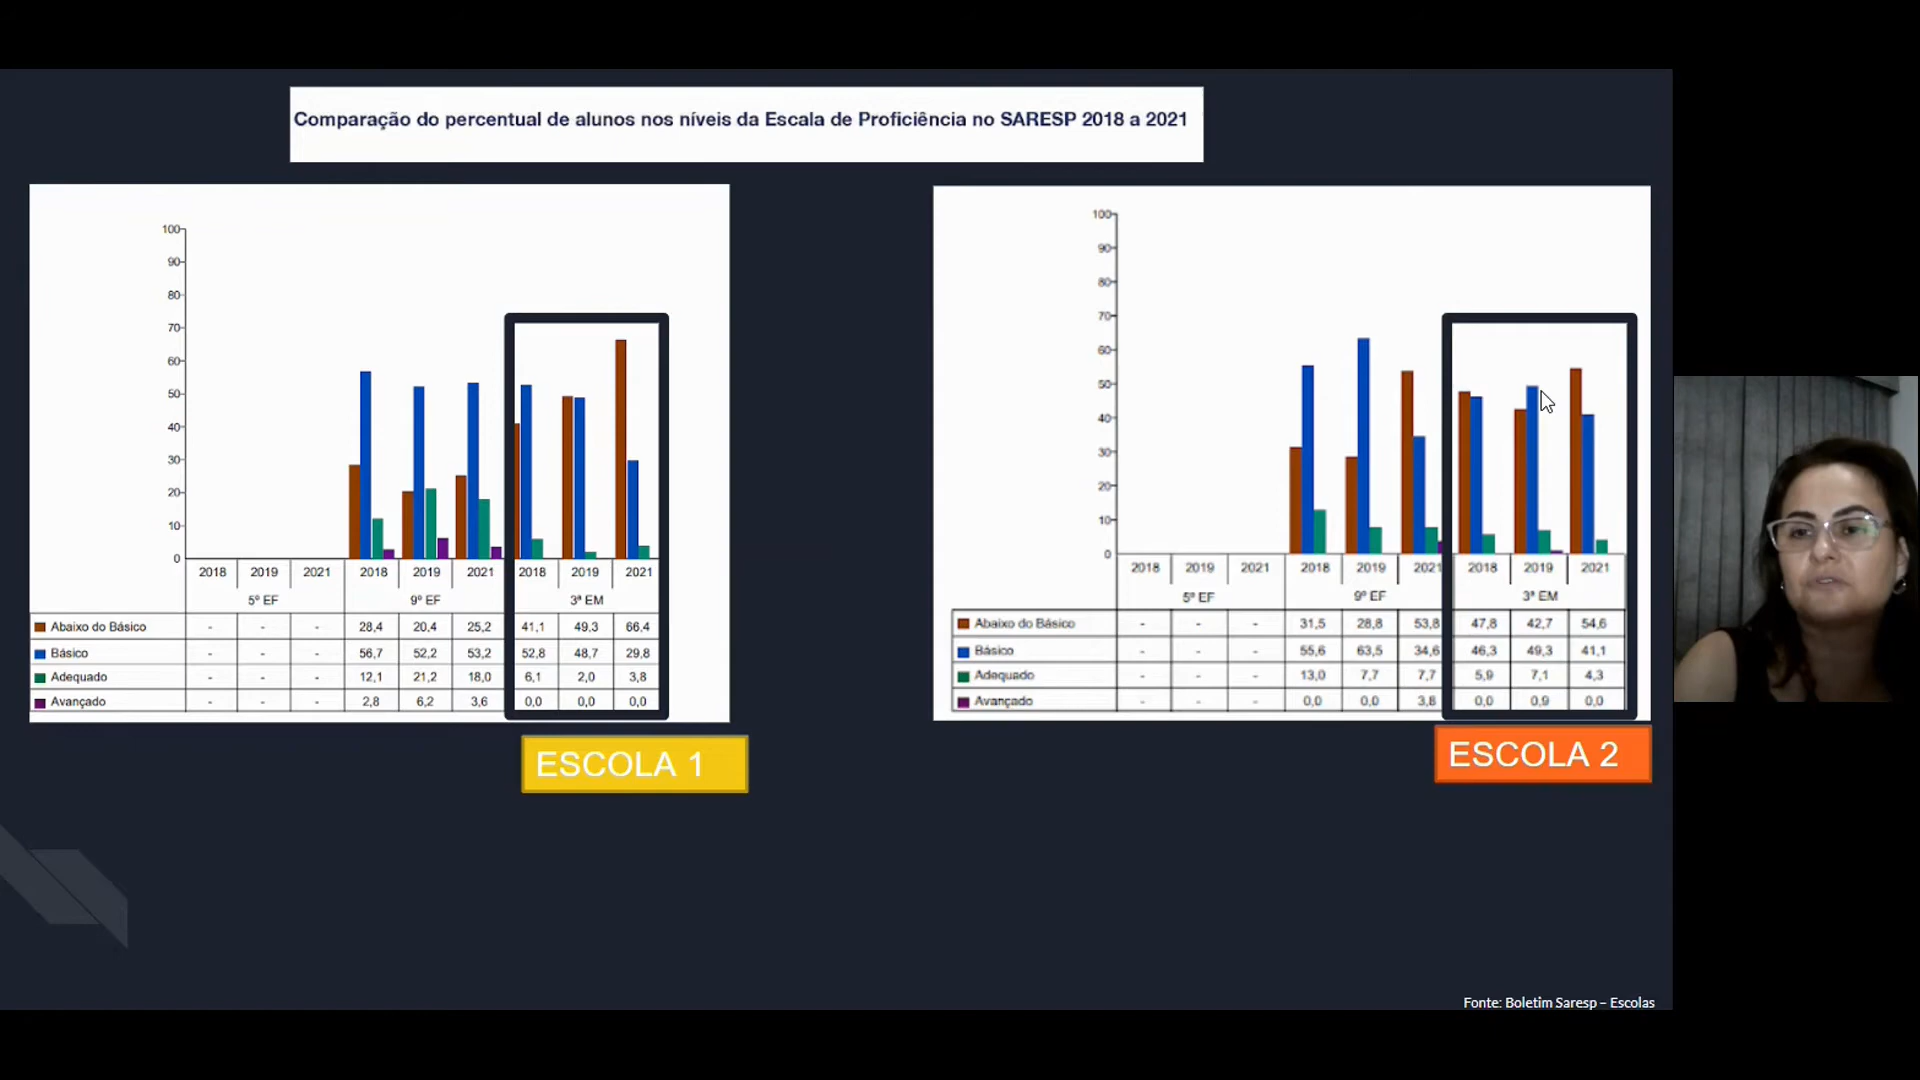 Comparação do percentual de alunos nos níveis da Escala de Proficiência no SARESP 2018 a 2021
100
90
80
70
60
50
40
30
20
10
0
2018 2019 2021 2018 2019 2021 2018 2019 2021
5º EF 9º EF 3ª EM
Abaixo do Básico - - - 28,4 20,4 25,2 41,1 49,3 66,4
Básico - - - 56,7 52,2 53,2 52,8 48,7 29,8
Adequado - - - 12,1 21,2 18,0 6,1 2,0 3,8
Avançado - - - 2,8 6,2 3,6 0,0 0,0 0,0
ESCOLA 1
100
90
80
70
60
50
40
30
20
10
0
2018 2019 2021 2018 2019 2021 2018 2019 2021
5º EF 9º EF 3ª EM
Abaixo do Básico - - - 31,5 28,8 53,8 47,8 42,7 54,6
Básico - - - 55,6 63,5 34,6 46,3 49,3 41,1
Adequado - - - 13,0 7,7 7,7 5,9 7,1 4,3
Avançado - - - 0,0 0,0 3,8 0,0 0,9 0,0
ESCOLA 2
Fonte: Boletim Saresp – Escolas